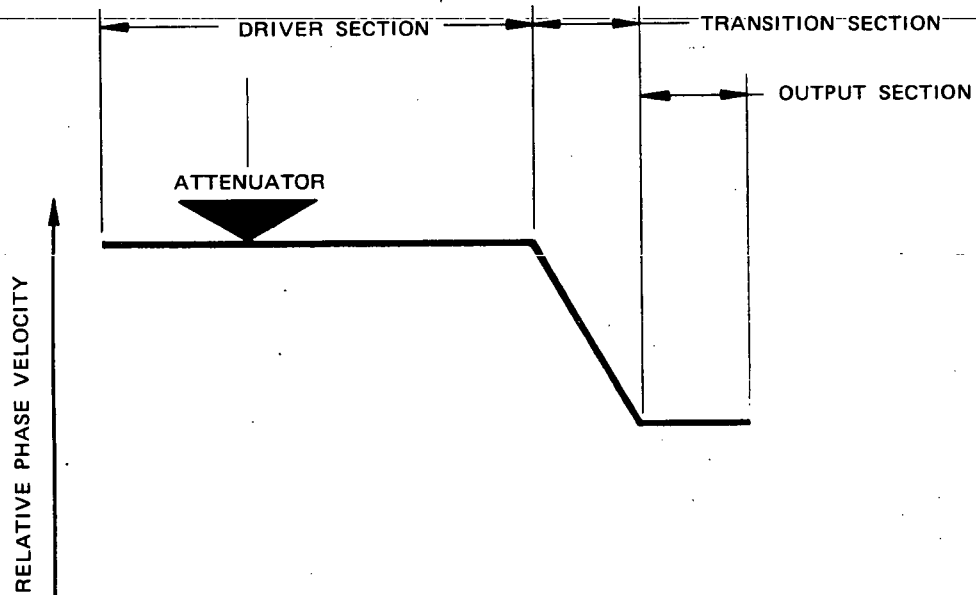 DRIVER SECTION
TRANSITION SECTION
OUTPUT SECTION
ATTENUATOR
RELATIVE PHASE VELOCITY